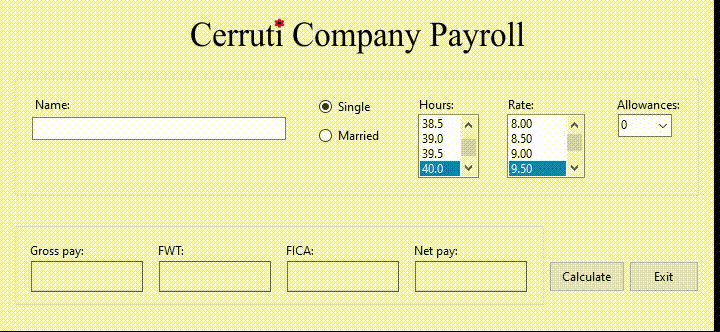 Cerruti Company Payroll
Name:
Single
Married
Hours:
38.5
39.0
39.5
40.0
Rate:
8.00
8.50
9.00
9.50
Allowances:
0
Gross pay:
FWT:
FICA:
Net pay:
Calculate
Exit